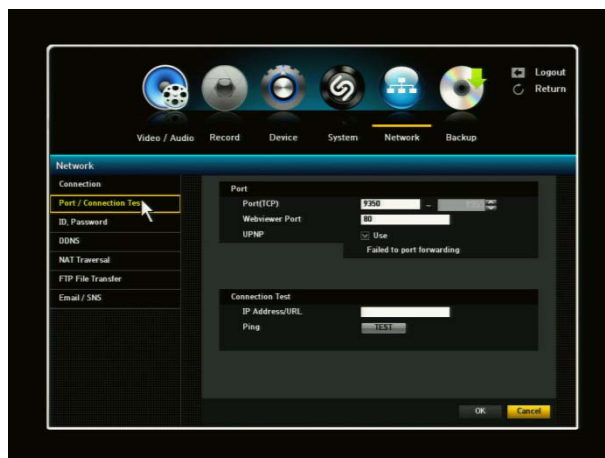 Logout
Return
Video / Audio Record Device System Network Backup
Network
Connection
Port / Connection Test
ID, Password
DDNS
NAT Traversal
FTP File Transfer
Email / SNS
Port
Port(TCP) 9350 –
Webviewer Port 80
UPNP Use
Failed to port forwarding
Connection Test
IP Address/URL
Ping TEST
OK Cancel